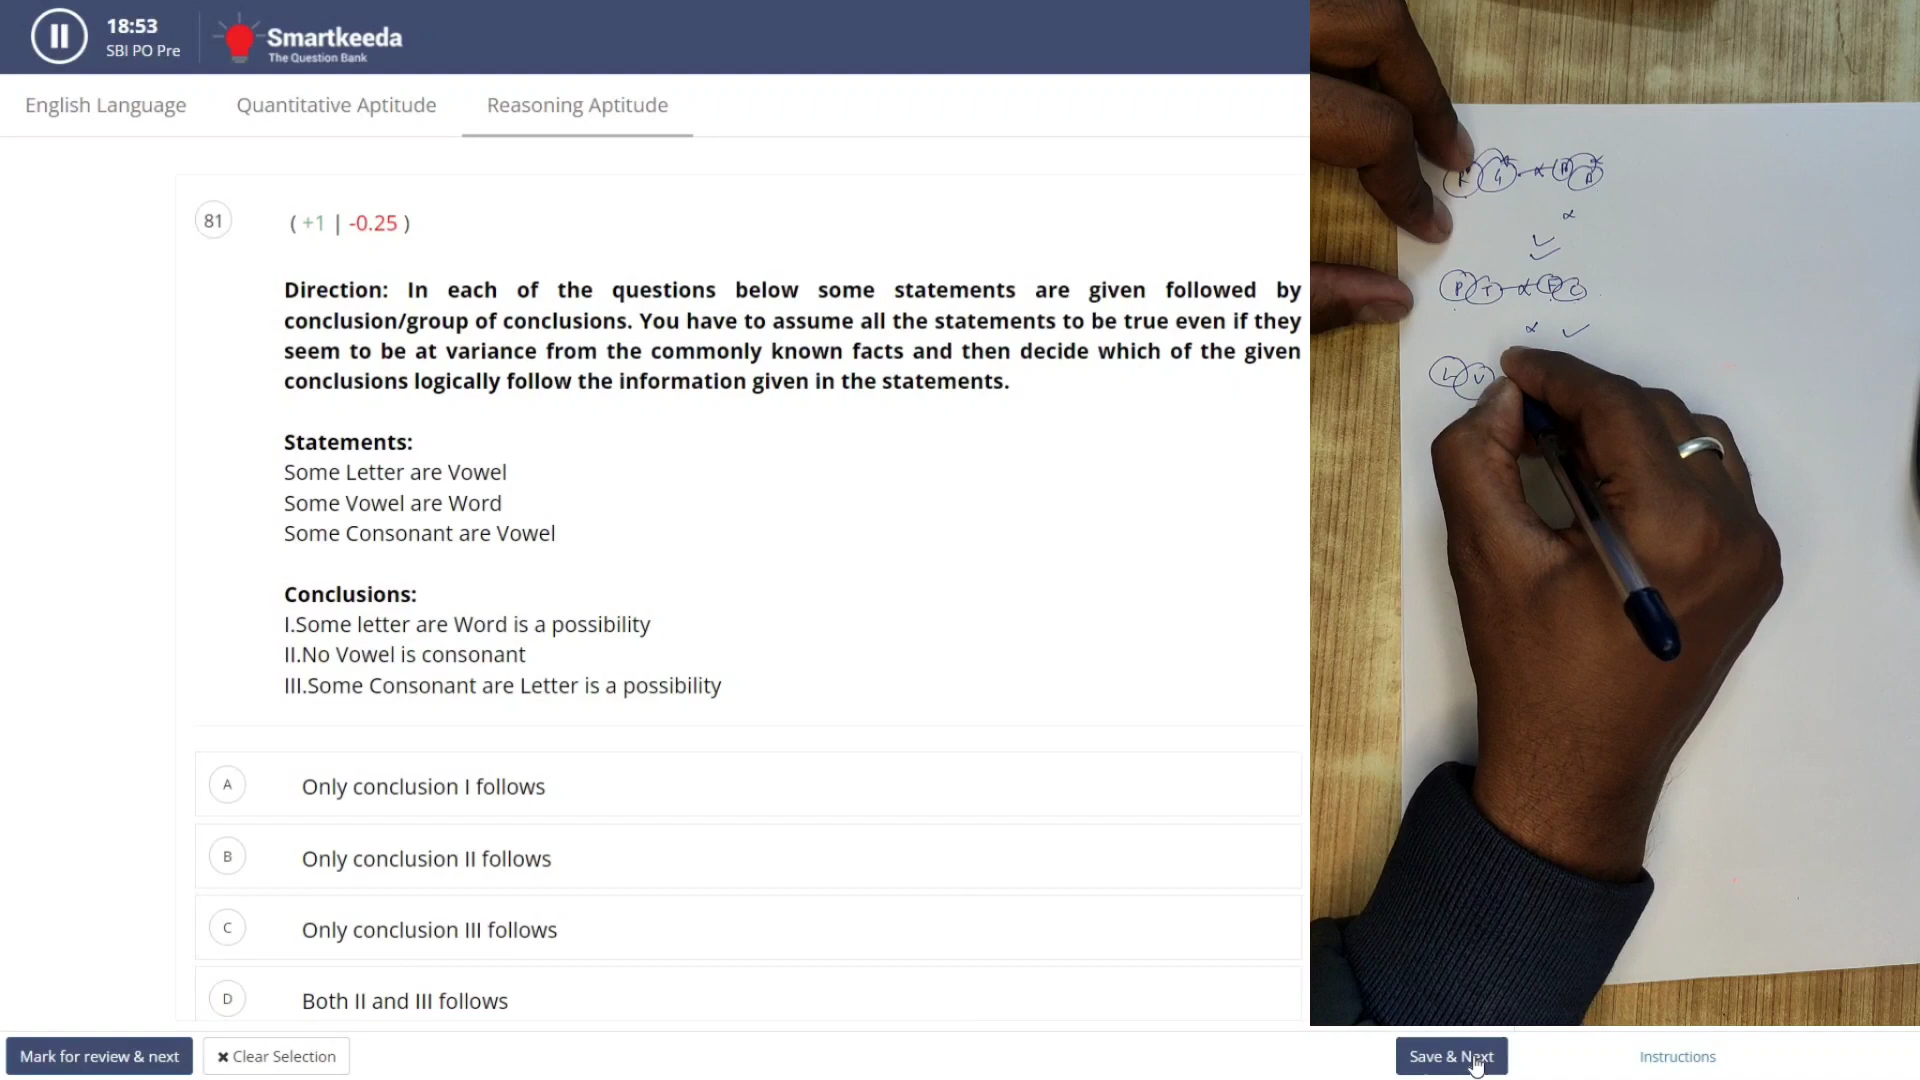 18:53
SBI PO Pre
Smartkeeda
The Question Bank
English Language
Quantitative Aptitude
Reasoning Aptitude
81
( +1 | -0.25 )
Direction: In each of the questions below some statements are given followed by
conclusion/group of conclusions. You have to assume all the statements to be true even if they
seem to be at variance from the commonly known facts and then decide which of the given
conclusions logically follow the information given in the statements.
Statements:
Some Letter are Vowel
Some Vowel are Word
Some Consonant are Vowel
Conclusions:
I.Some letter are Word is a possibility
II.No Vowel is consonant
III.Some Consonant are Letter is a possibility
A Only conclusion I follows
B Only conclusion II follows
C Only conclusion III follows
D Both II and III follows
Mark for review & next
✖ Clear Selection
Save & Next
Instructions
P T
L V